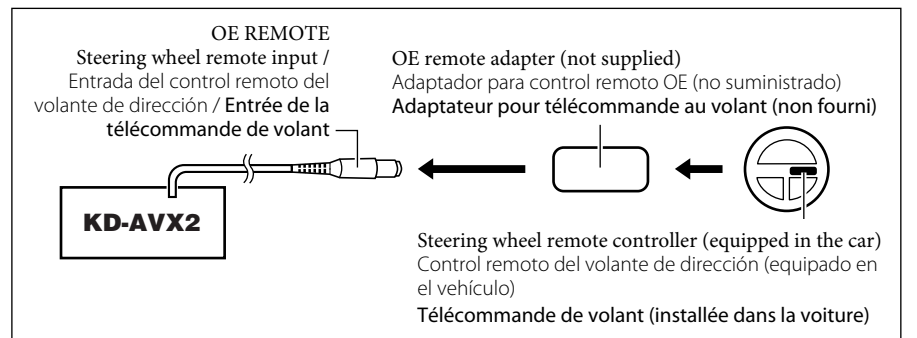 OE REMOTE
Steering wheel remote input /
Entrada del control remoto del
volante de dirección / Entrée de la
télécommande de volant
OE remote adapter (not supplied)
Adaptador para control remoto OE (no suministrado)
Adaptateur pour télécommande au volant (non fourni)
KD-AVX2
Steering wheel remote controller (equipped in the car)
Control remoto del volante de dirección (equipado en
el vehículo)
Télécommande de volant (installée dans la voiture)